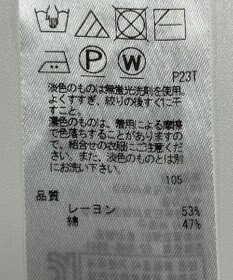 P
W
P23T
淡色のものは無蛍光洗剤を使用、
よくすすぎ、絞りの後すぐに干
すこと。
濃色のものは、着用による摩擦
で色落ちすることがありますの
で、組合せの衣服にご注意くだ
さい。また、淡色のものとは別
にお洗い下さい。
105
品質
レーヨン 53%
綿 47%